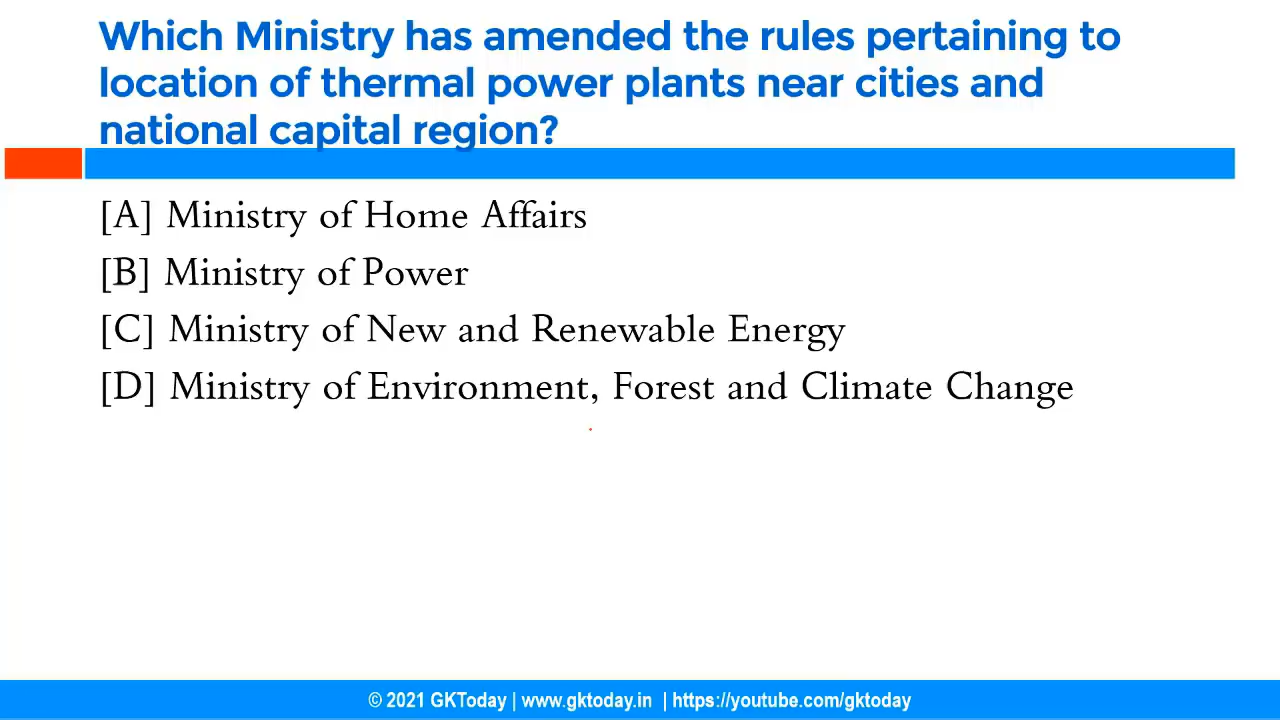 Which Ministry has amended the rules pertaining to
location of thermal power plants near cities and
national capital region?
[A] Ministry of Home Affairs
[B] Ministry of Power
[C] Ministry of New and Renewable Energy
[D] Ministry of Environment, Forest and Climate Change
© 2021 GKToday | www.gktoday.in | https://youtube.com/gktoday